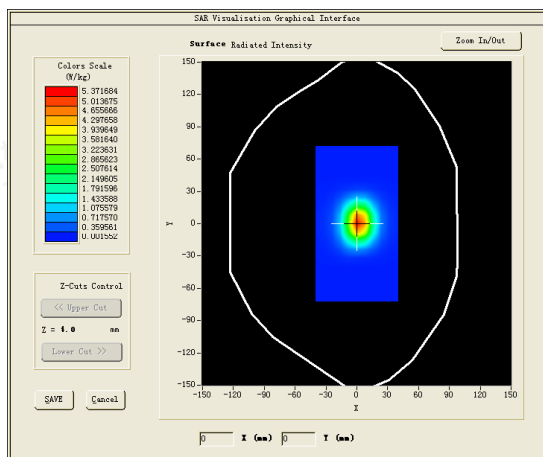 SAR Visualisation Graphical Interface
Surface Radiated Intensity
Zoom In/Out
Colors Scale
(W/kg)
5.371684
5.013675
4.655666
4.297658
3.939649
3.581640
3.223631
2.865623
2.507614
2.149605
1.791596
1.433588
1.075579
0.717570
0.359561
0.001552
Z-Cuts Control
<< Upper Cut
Z = 4.0 mm
Lower Cut >>
SAVE
Cancel
150
120
90
60
30
0
-30
-60
-90
-120
-150
Y
-150 -120 -90 -60 -30 0 30 60 90 120 150
X
0 X (mm) 0 Y (mm)